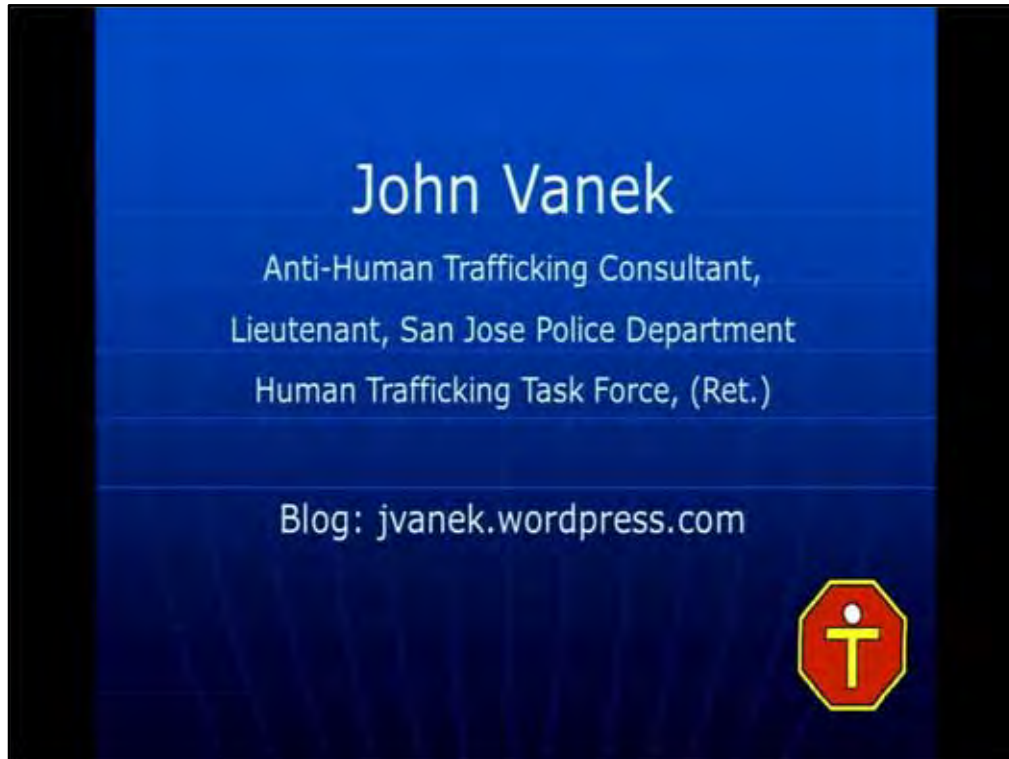 John Vanek
Anti-Human Trafficking Consultant,
Lieutenant, San Jose Police Department
Human Trafficking Task Force, (Ret.)
Blog: jvanek.wordpress.com